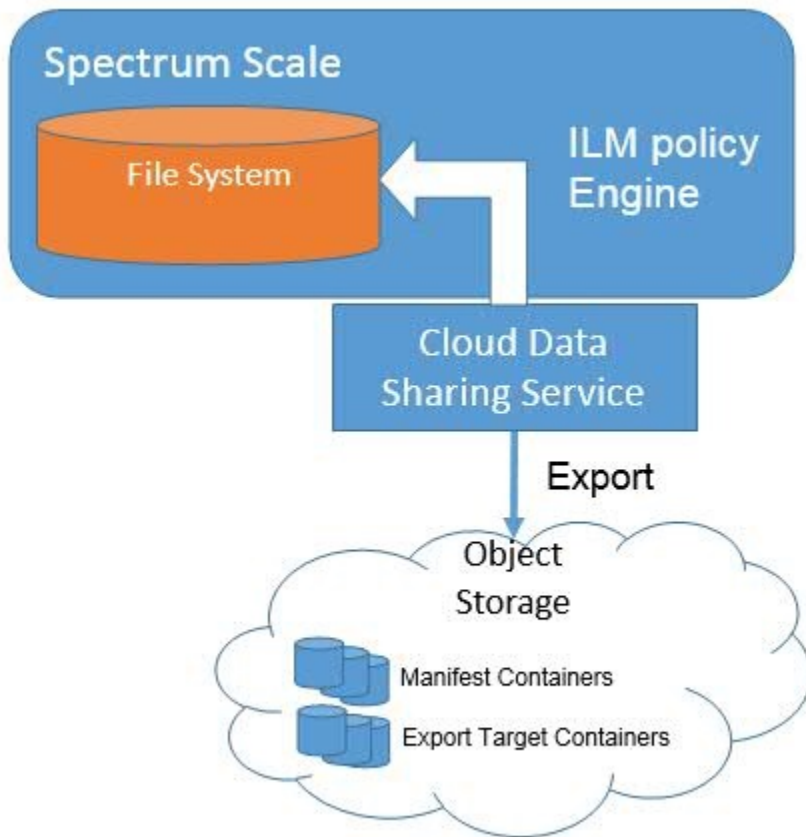 Spectrum Scale
File System
ILM policy
Engine
Cloud Data
Sharing Service
Export
Object
Storage
Manifest Containers
Export Target Containers